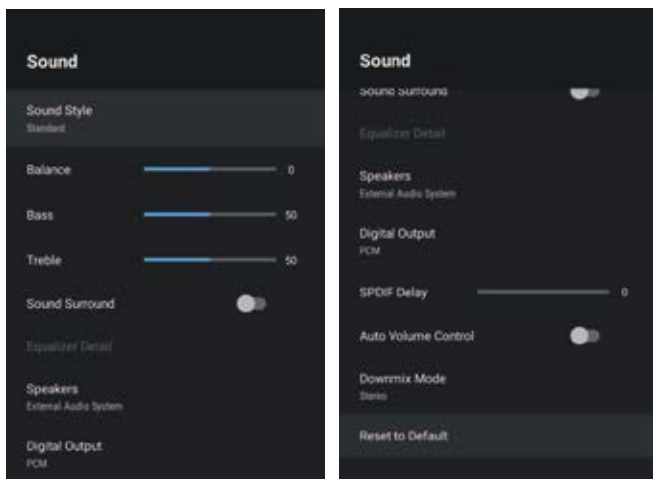 Sound
Sound Style
Standard
Balance 0
Bass 50
Treble 50
Sound Surround
Equalizer Detail
Speakers
External Audio System
Digital Output
PCM
Sound
Sound Surround
Equalizer Detail
Speakers
External Audio System
Digital Output
PCM
SPDIF Delay 0
Auto Volume Control
Downmix Mode
Stereo
Reset to Default